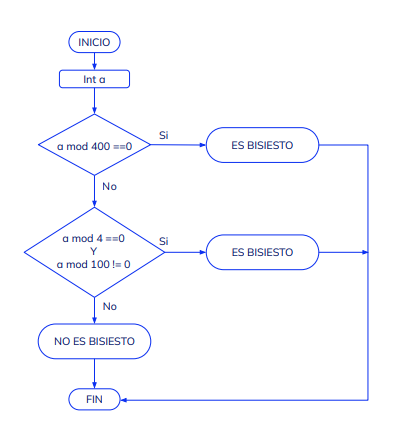 INICIO
Int a
a mod 400 ==0
Si
ES BISIESTO
No
a mod 4 ==0
Y
a mod 100 != 0
Si
ES BISIESTO
No
NO ES BISIESTO
FIN